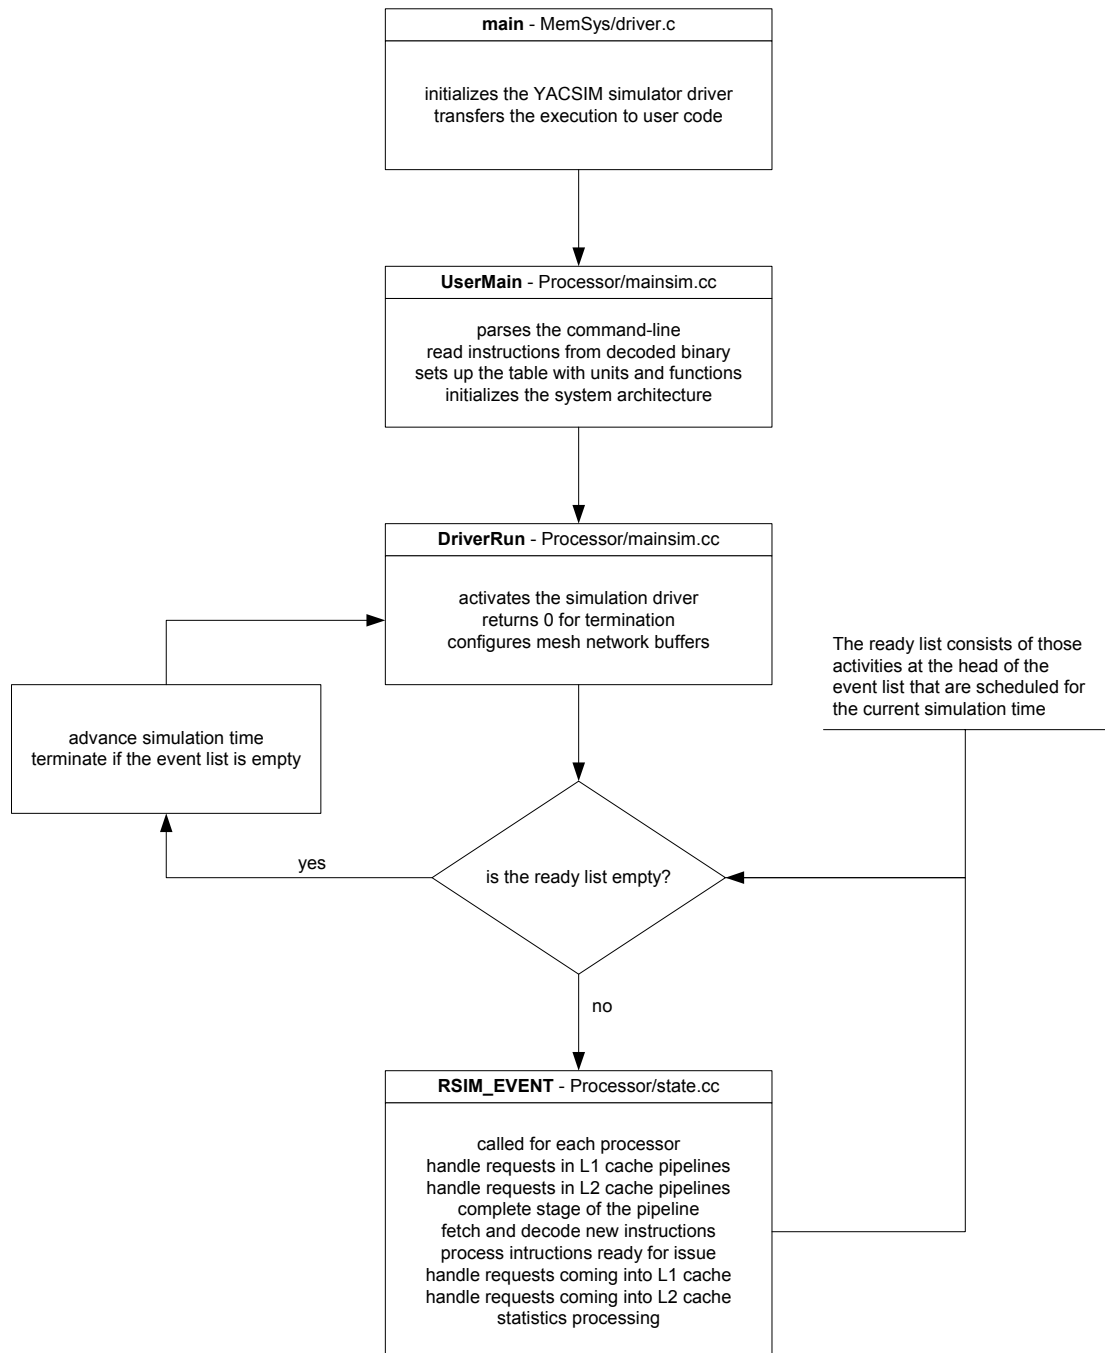 main - MemSys/driver.c
initializes the YACSIM simulator driver
transfers the execution to user code
UserMain - Processor/mainsim.cc
parses the command-line
read instructions from decoded binary
sets up the table with units and functions
initializes the system architecture
DriverRun - Processor/mainsim.cc
activates the simulation driver
returns 0 for termination
configures mesh network buffers
The ready list consists of those
activities at the head of the
event list that are scheduled for
the current simulation time
advance simulation time
terminate if the event list is empty
yes
is the ready list empty?
no
RSIM_EVENT - Processor/state.cc
called for each processor
handle requests in L1 cache pipelines
handle requests in L2 cache pipelines
complete stage of the pipeline
fetch and decode new instructions
process intructions ready for issue
handle requests coming into L1 cache
handle requests coming into L2 cache
statistics processing